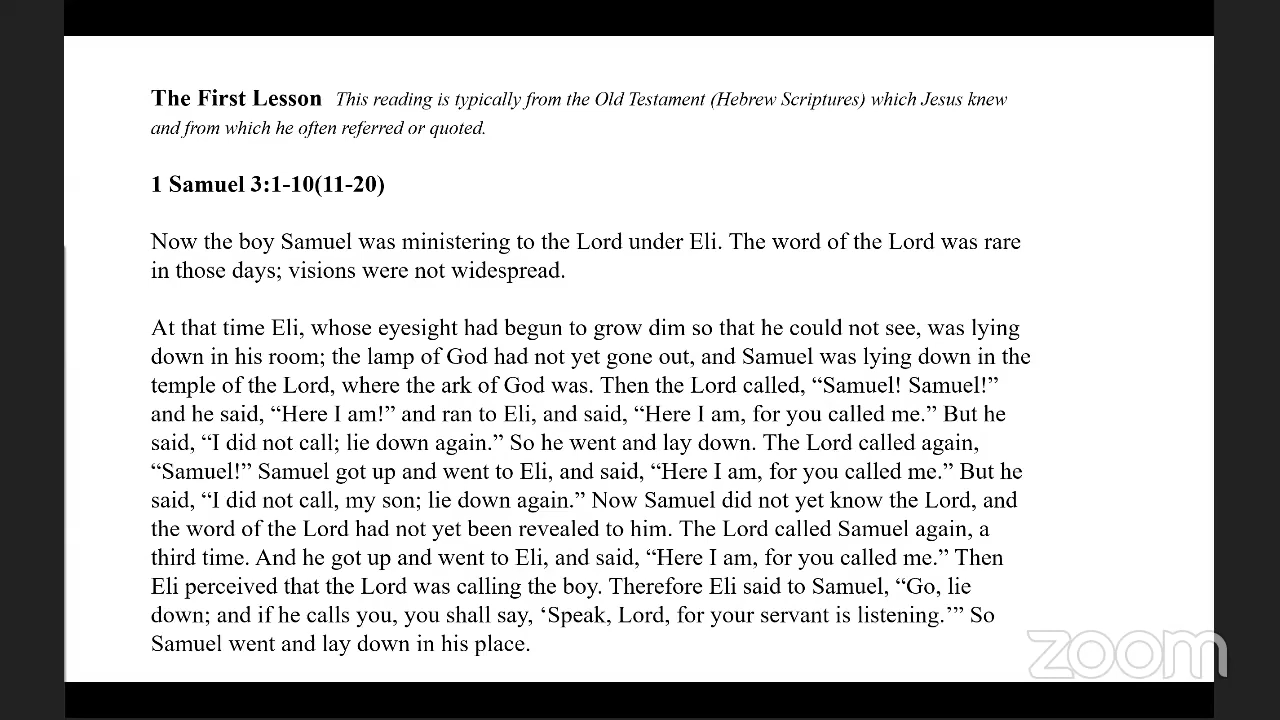 The First Lesson This reading is typically from the Old Testament (Hebrew Scriptures) which Jesus knew
and from which he often referred or quoted.
1 Samuel 3:1-10(11-20)
Now the boy Samuel was ministering to the Lord under Eli. The word of the Lord was rare
in those days; visions were not widespread.
At that time Eli, whose eyesight had begun to grow dim so that he could not see, was lying
down in his room; the lamp of God had not yet gone out, and Samuel was lying down in the
temple of the Lord, where the ark of God was. Then the Lord called, “Samuel! Samuel!”
and he said, “Here I am!” and ran to Eli, and said, “Here I am, for you called me.” But he
said, “I did not call; lie down again.” So he went and lay down. The Lord called again,
“Samuel!” Samuel got up and went to Eli, and said, “Here I am, for you called me.” But he
said, “I did not call, my son; lie down again.” Now Samuel did not yet know the Lord, and
the word of the Lord had not yet been revealed to him. The Lord called Samuel again, a
third time. And he got up and went to Eli, and said, “Here I am, for you called me.” Then
Eli perceived that the Lord was calling the boy. Therefore Eli said to Samuel, “Go, lie
down; and if he calls you, you shall say, ‘Speak, Lord, for your servant is listening.’” So
Samuel went and lay down in his place.
zoom